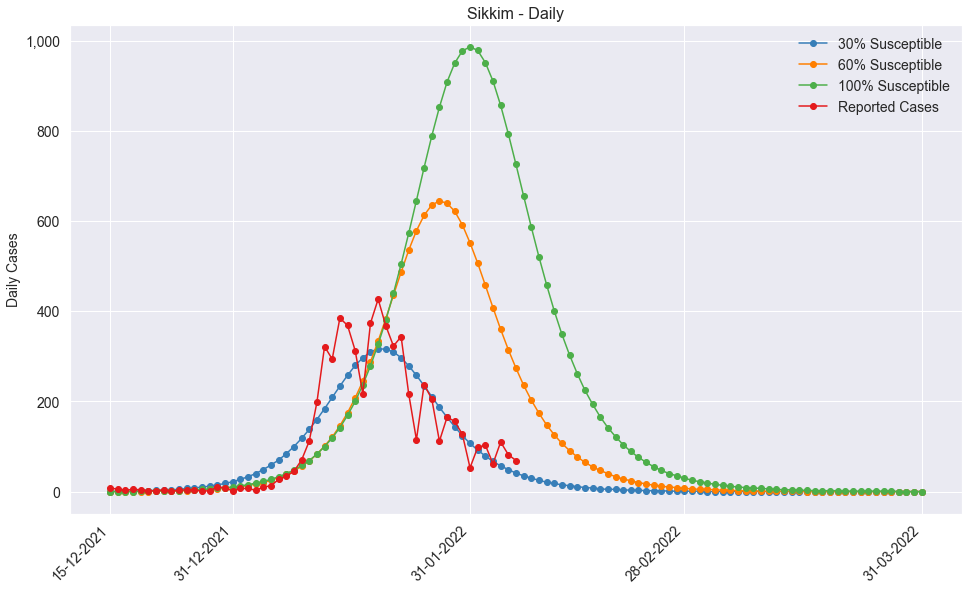 Sikkim - Daily
30% Susceptible
60% Susceptible
100% Susceptible
Reported Cases
Daily Cases
1,000
800
600
400
200
0
15-12-2021
31-12-2021
31-01-2022
28-02-2022
31-03-2022